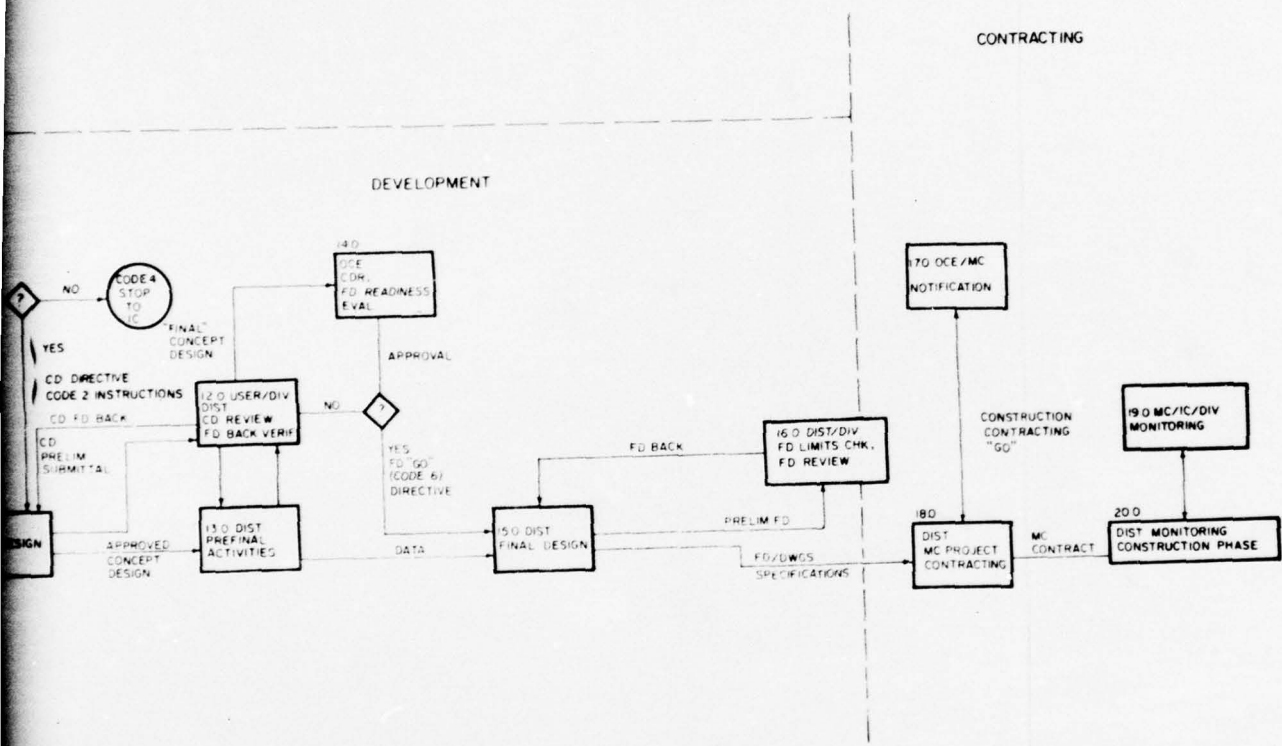 CONTRACTING
DEVELOPMENT
14.0
OCE
CDR,
FD READINESS
EVAL
17.0 OCE/MC
NOTIFICATION
?
NO
CODE 4
STOP
TO
IC
"FINAL"
CONCEPT
DESIGN
YES
APPROVAL
CD DIRECTIVE
CODE 2 INSTRUCTIONS
12.0 USER/DIV
DIST
CD REVIEW
FD BACK VERIF
NO
?
CD FD BACK
CD
PRELIM
SUBMITTAL
YES
FD "GO"
(CODE 6)
DIRECTIVE
FD BACK
16.0 DIST/DIV
FD LIMITS CHK,
FD REVIEW
CONSTRUCTION
CONTRACTING
"GO"
19.0 MC/IC/DIV
MONITORING
APPROVED
CONCEPT
DESIGN
13.0 DIST
PREFINAL
ACTIVITIES
DATA
15.0 DIST
FINAL DESIGN
PRELIM FD
FD/DWGS
SPECIFICATIONS
18.0
DIST
MC PROJECT
CONTRACTING
MC
CONTRACT
20.0
DIST MONITORING
CONSTRUCTION PHASE